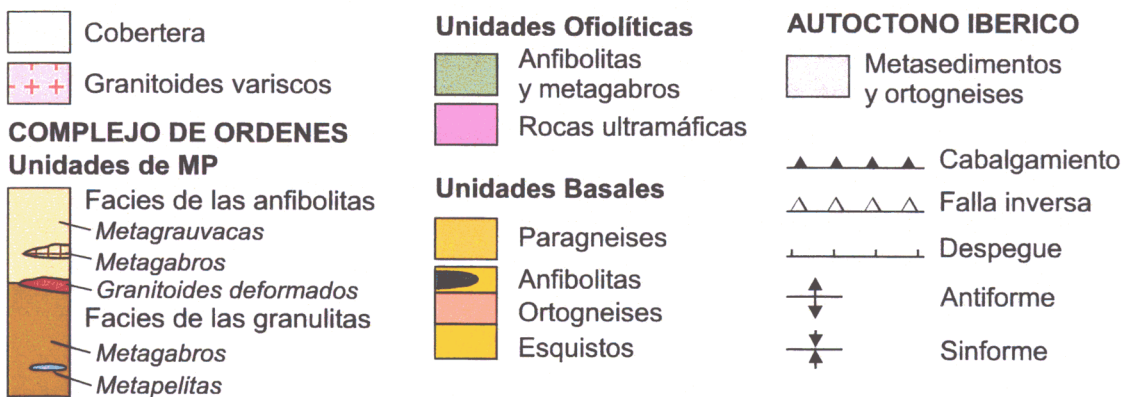 Cobertera
Granitoides variscos
COMPLEJO DE ORDENES
Unidades de MP
Facies de las anfibolitas
Metagrauvacas
Metagabros
Granitoides deformados
Facies de las granulitas
Metagabros
Metapelitas
Unidades Ofiolíticas
Anfibolitas
y metagabros
Rocas ultramáficas
Unidades Basales
Paragneises
Anfibolitas
Ortogneises
Esquistos
AUTOCTONO IBERICO
Metasedimentos
y ortogneises
Cabalgamiento
Falla inversa
Despegue
Antiforme
Sinforme